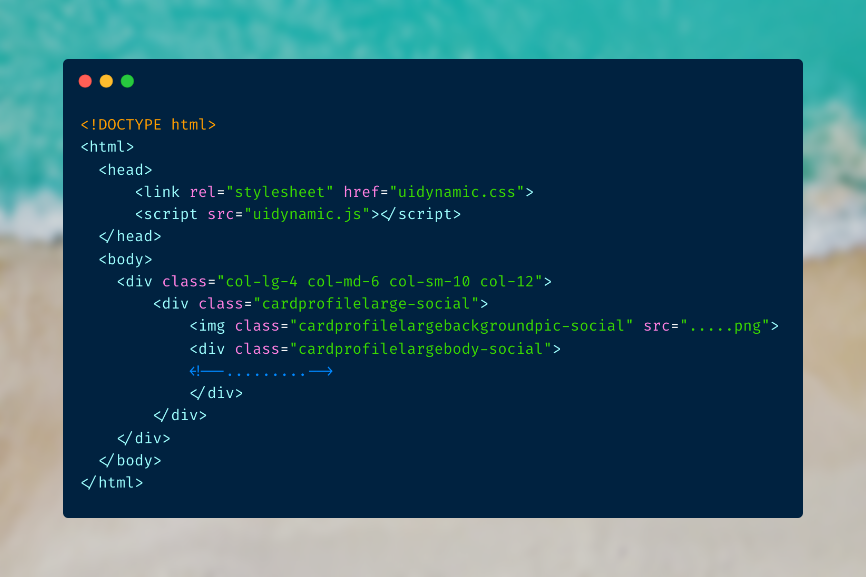 <!DOCTYPE html>
<html>
<head>
<link rel="stylesheet" href="uidynamic.css">
<script src="uidynamic.js"></script>
</head>
<body>
<div class="col-lg-4 col-md-6 col-sm-10 col-12">
<div class="cardprofilelarge-social">
<img class="cardprofilelargebackgroundpic-social" src=".....png">
<div class="cardprofilelargebody-social">
<!--.........-->
</div>
</div>
</div>
</body>
</html>